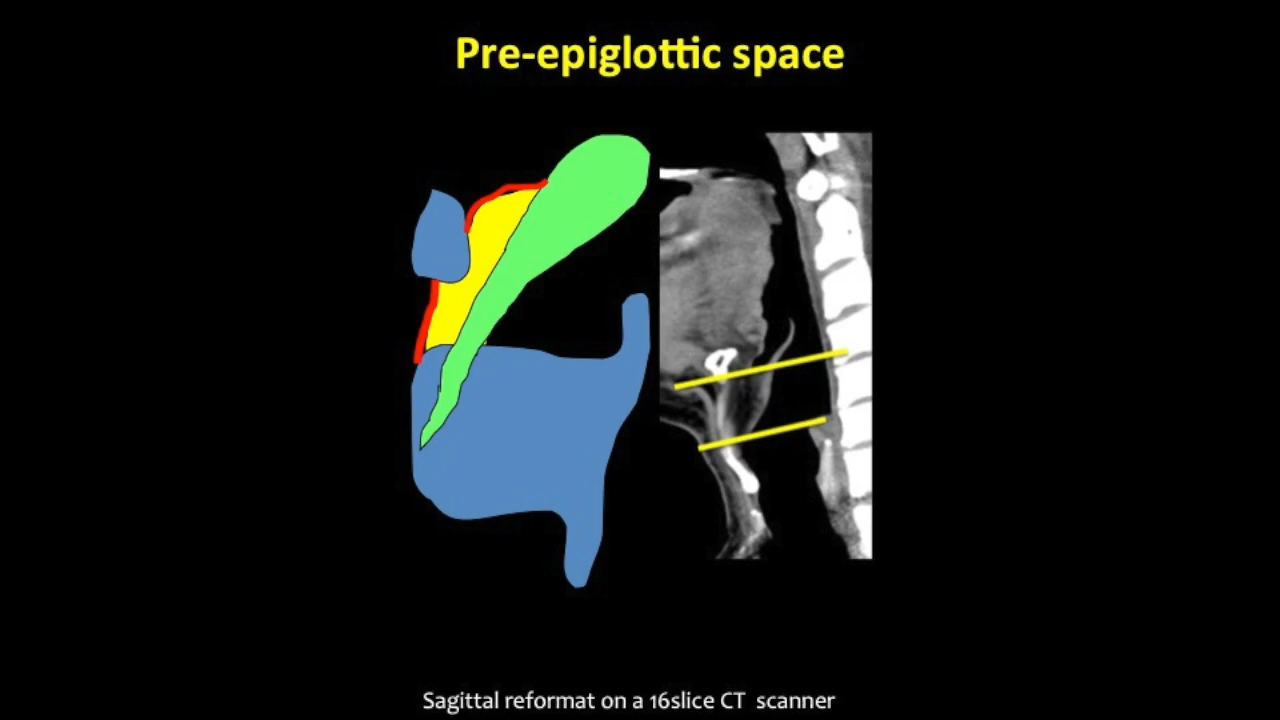 Pre-epiglottic space
Sagittal reformat on a 16slice CT scanner